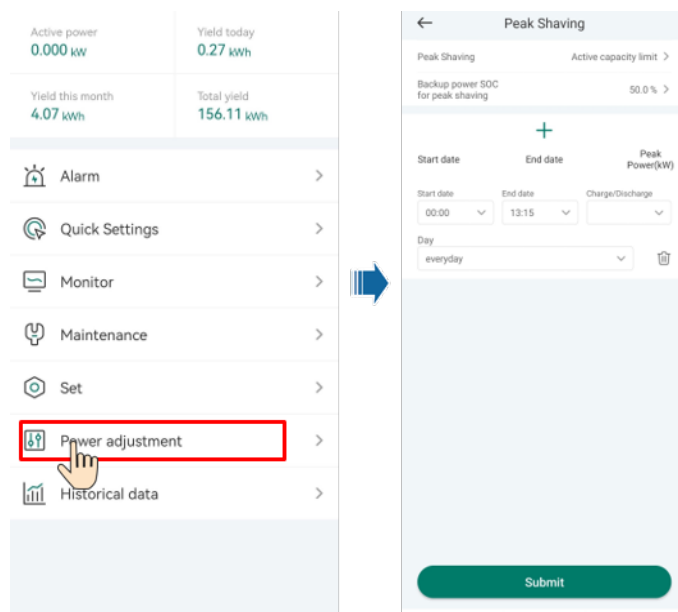 Active power
0.000 kW
Yield today
0.27 kWh
Yield this month
4.07 kWh
Total yield
156.11 kWh
Alarm
Quick Settings
Monitor
Maintenance
Set
Power adjustment
Historical data
Peak Shaving
Peak Shaving
Active capacity limit
Backup power SOC
for peak shaving
50.0 %
Start date
End date
Peak
Power(kW)
Start date
End date
Charge/Discharge
00:00
13:15
Day
everyday
Submit